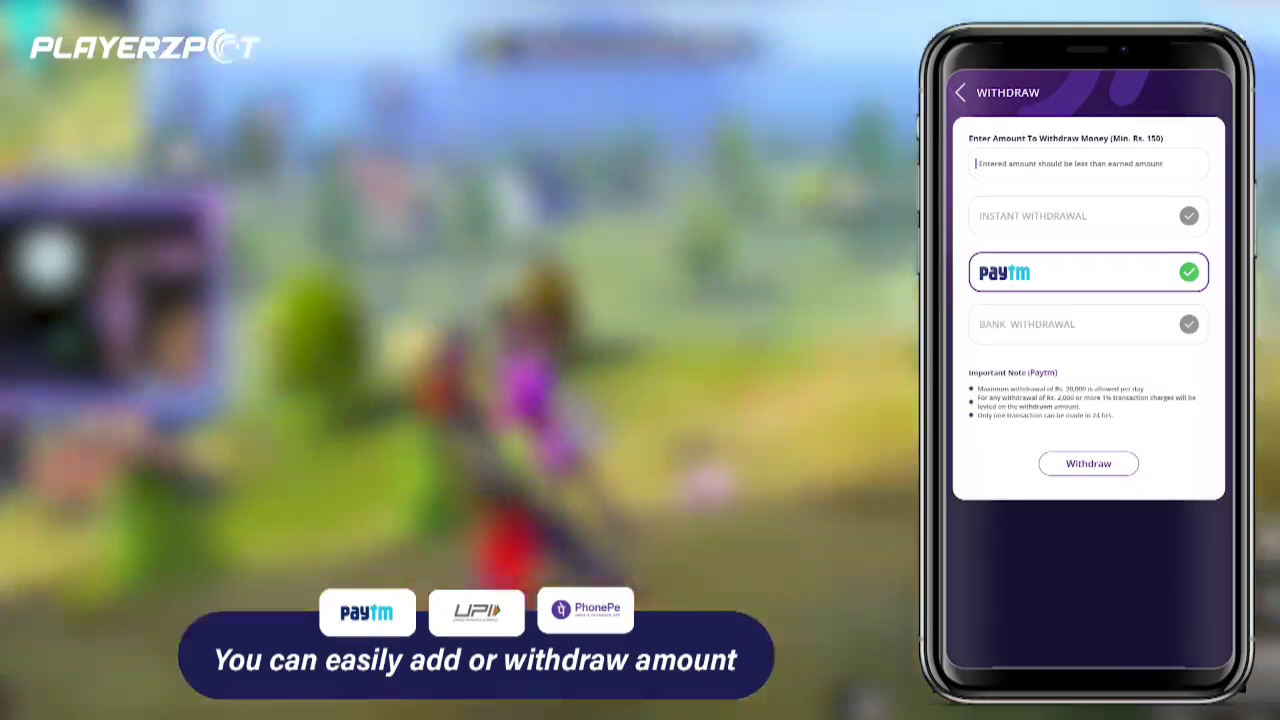 PLAYERZPOT
WITHDRAW
Enter Amount To Withdraw Money (Min. Rs. 150)
Entered amount should be less than earned amount
INSTANT WITHDRAWAL
paytm
BANK WITHDRAWAL
Important Note (Paytm)
Maximum withdrawal of Rs. 20,000 is allowed per day
For any withdrawal of Rs. 2,000 or more 1% transaction charges will be
levied on the withdrawn amount.
Only one transaction can be made in 24 hrs.
Withdraw
paytm
UPI
PhonePe
You can easily add or withdraw amount